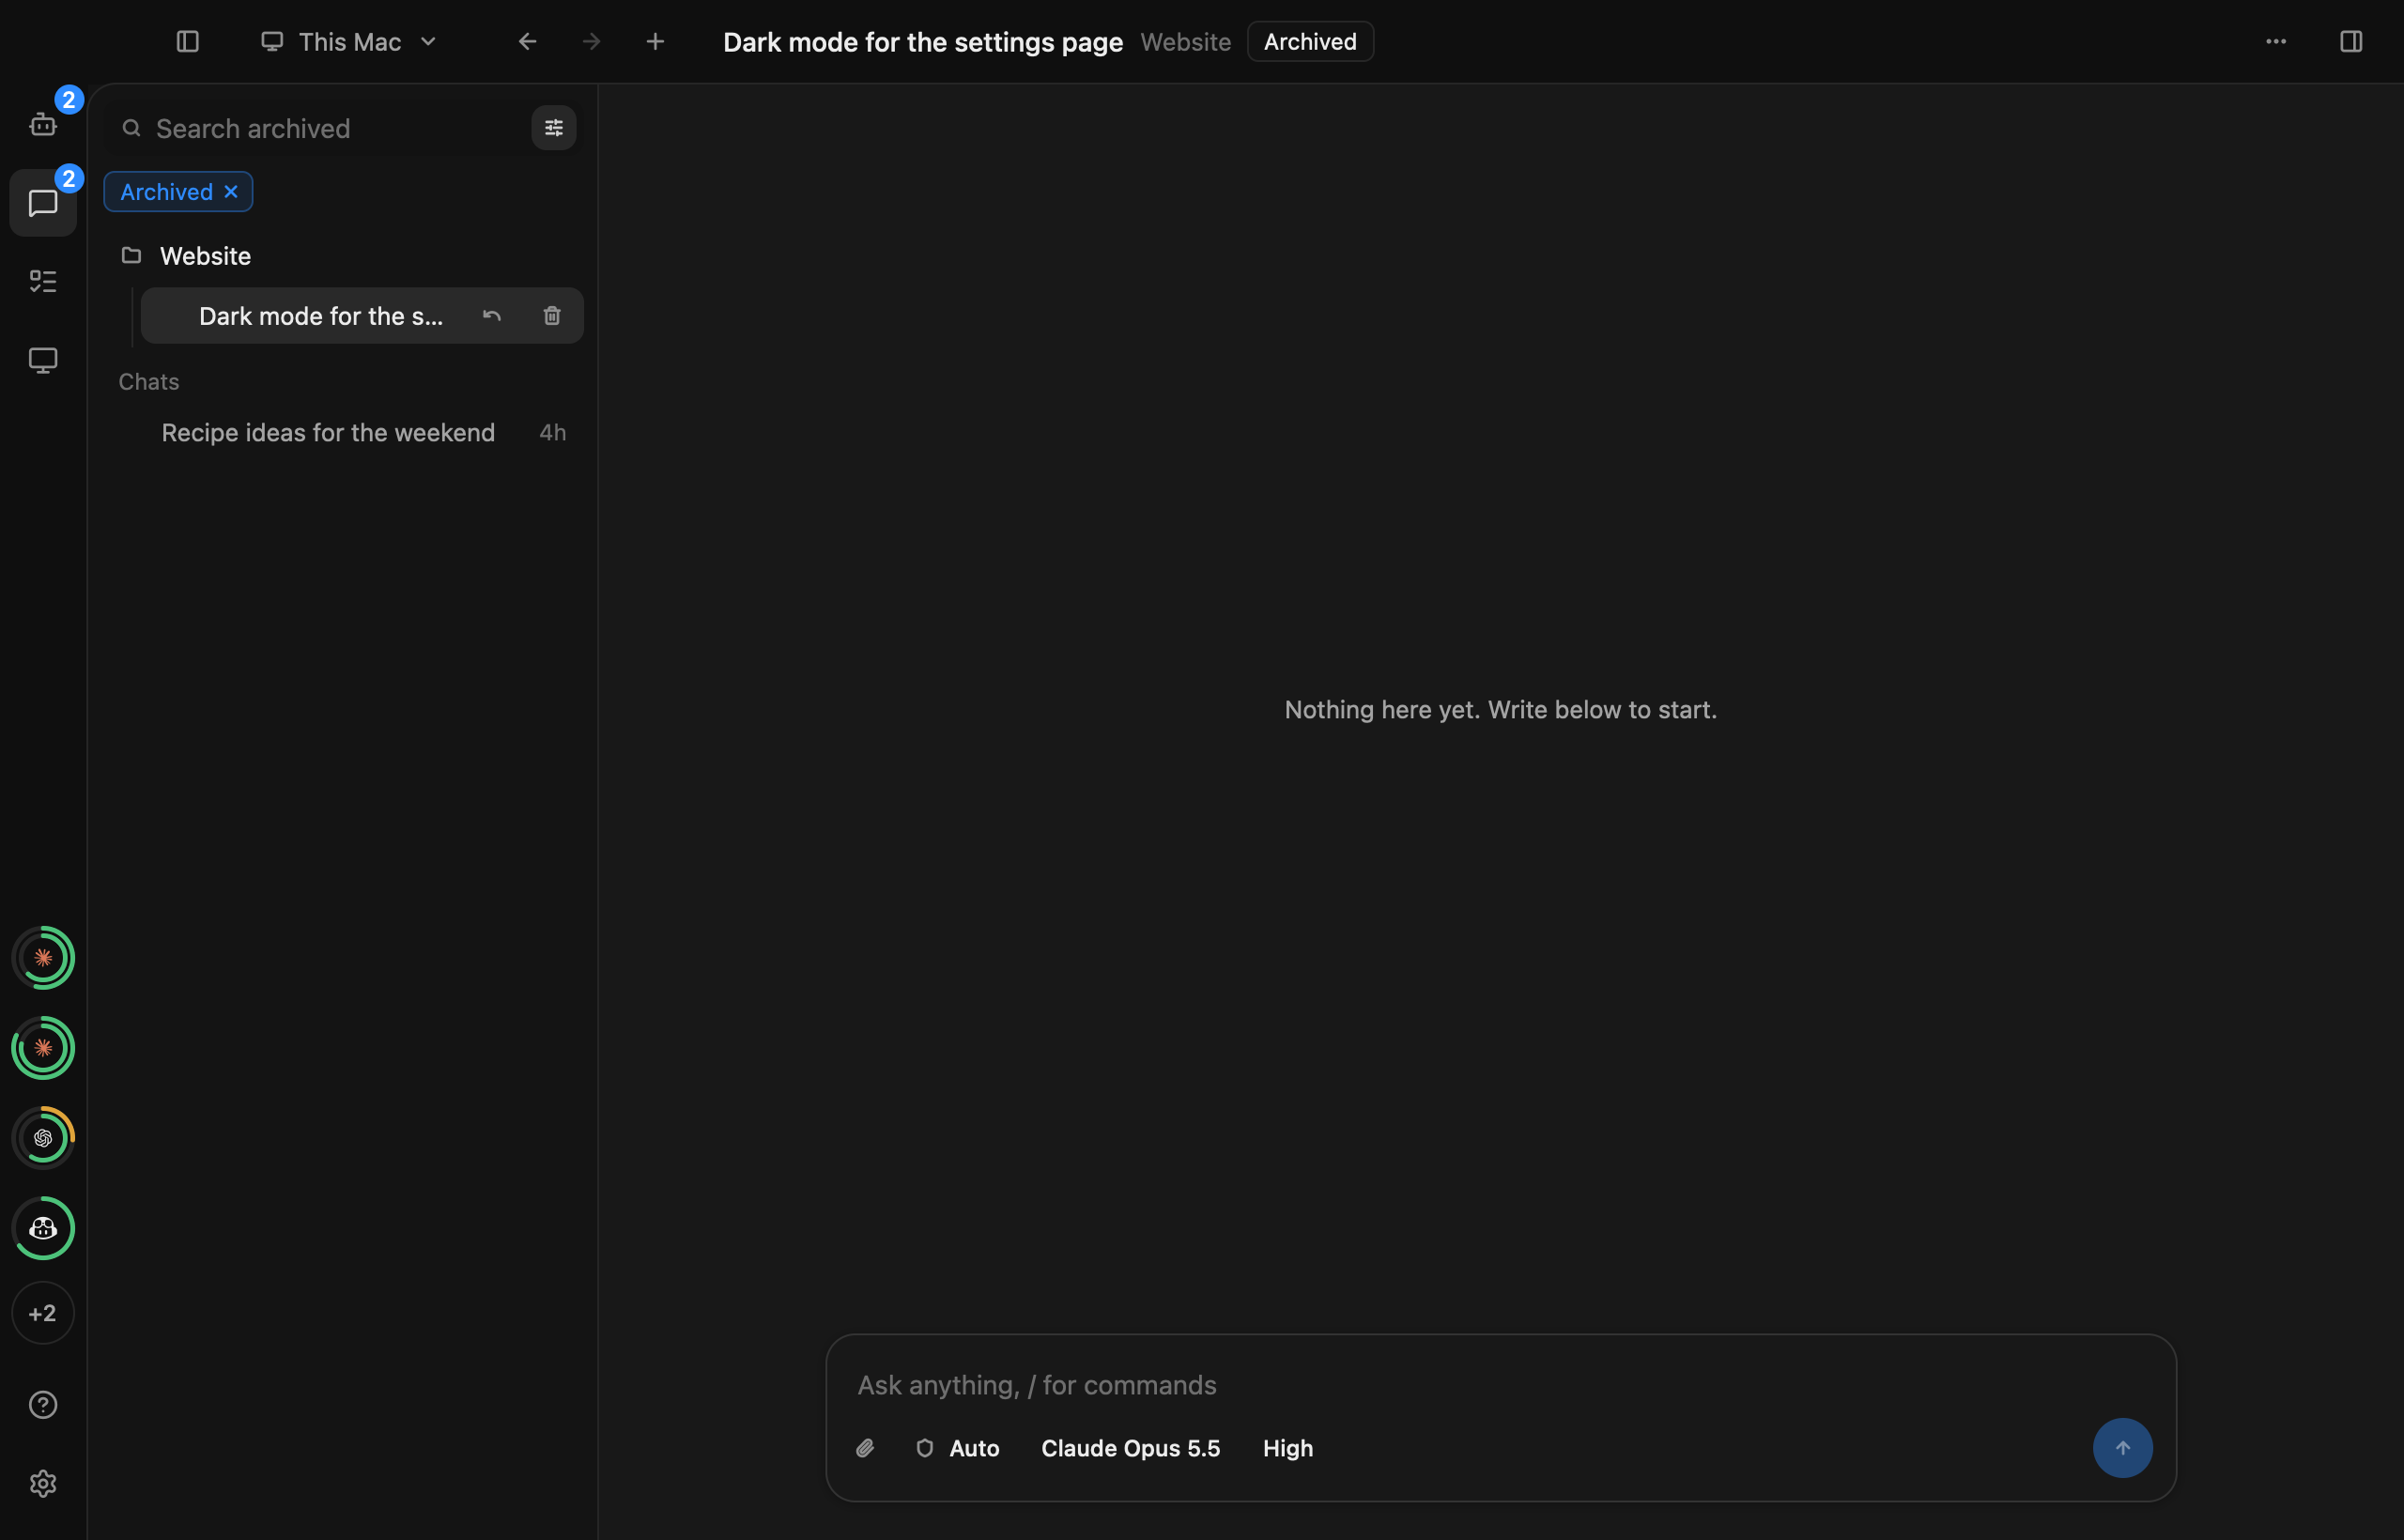 This Mac
Dark mode for the settings page Website Archived
2
2
Search archived
Archived
Website
Dark mode for the s...
Chats
Recipe ideas for the weekend 4h
Nothing here yet. Write below to start.
+2
Ask anything, / for commands
Auto Claude Opus 5.5 High